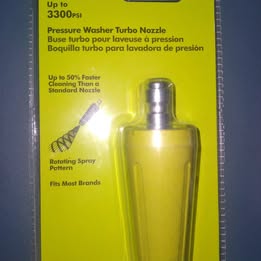 Up to
3300PSI
Pressure Washer Turbo Nozzle
Buse turbo pour laveuse à pression
Boquilla turbo para lavadora de presión
Up to 50% Faster
Cleaning Than a
Standard Nozzle
Rotating Spray
Pattern
Fits Most Brands